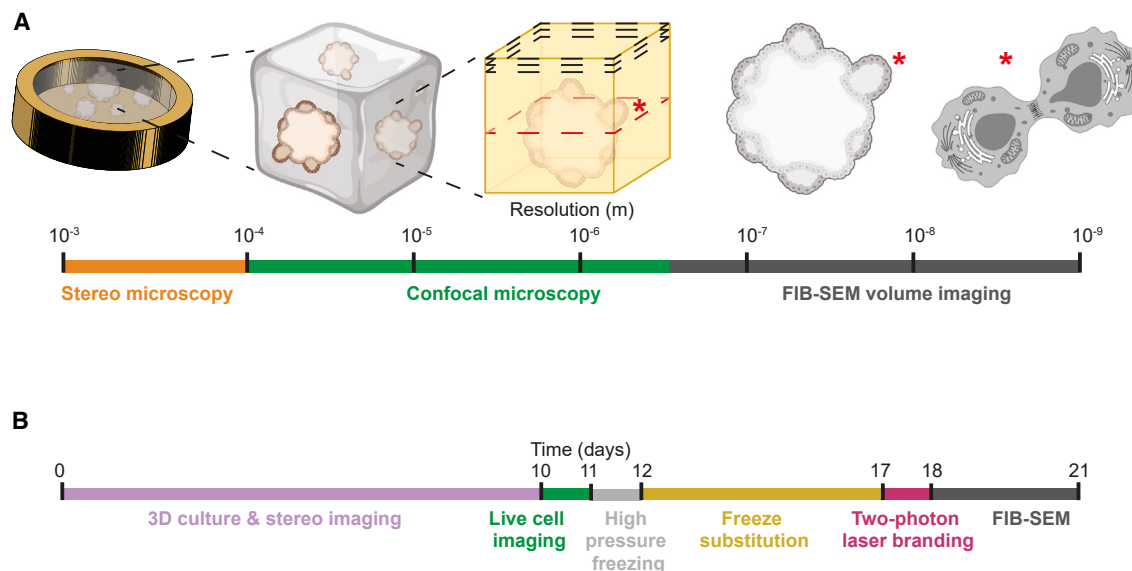 A
*
*
*
Resolution (m)
10-3 10-4 10-5 10-6 10-7 10-8 10-9
Stereo microscopy Confocal microscopy FIB-SEM volume imaging
B
Time (days)
0 10 11 12 17 18 21
3D culture & stereo imaging Live cell High Freeze Two-photon FIB-SEM
imaging pressure substitution laser branding
freezing